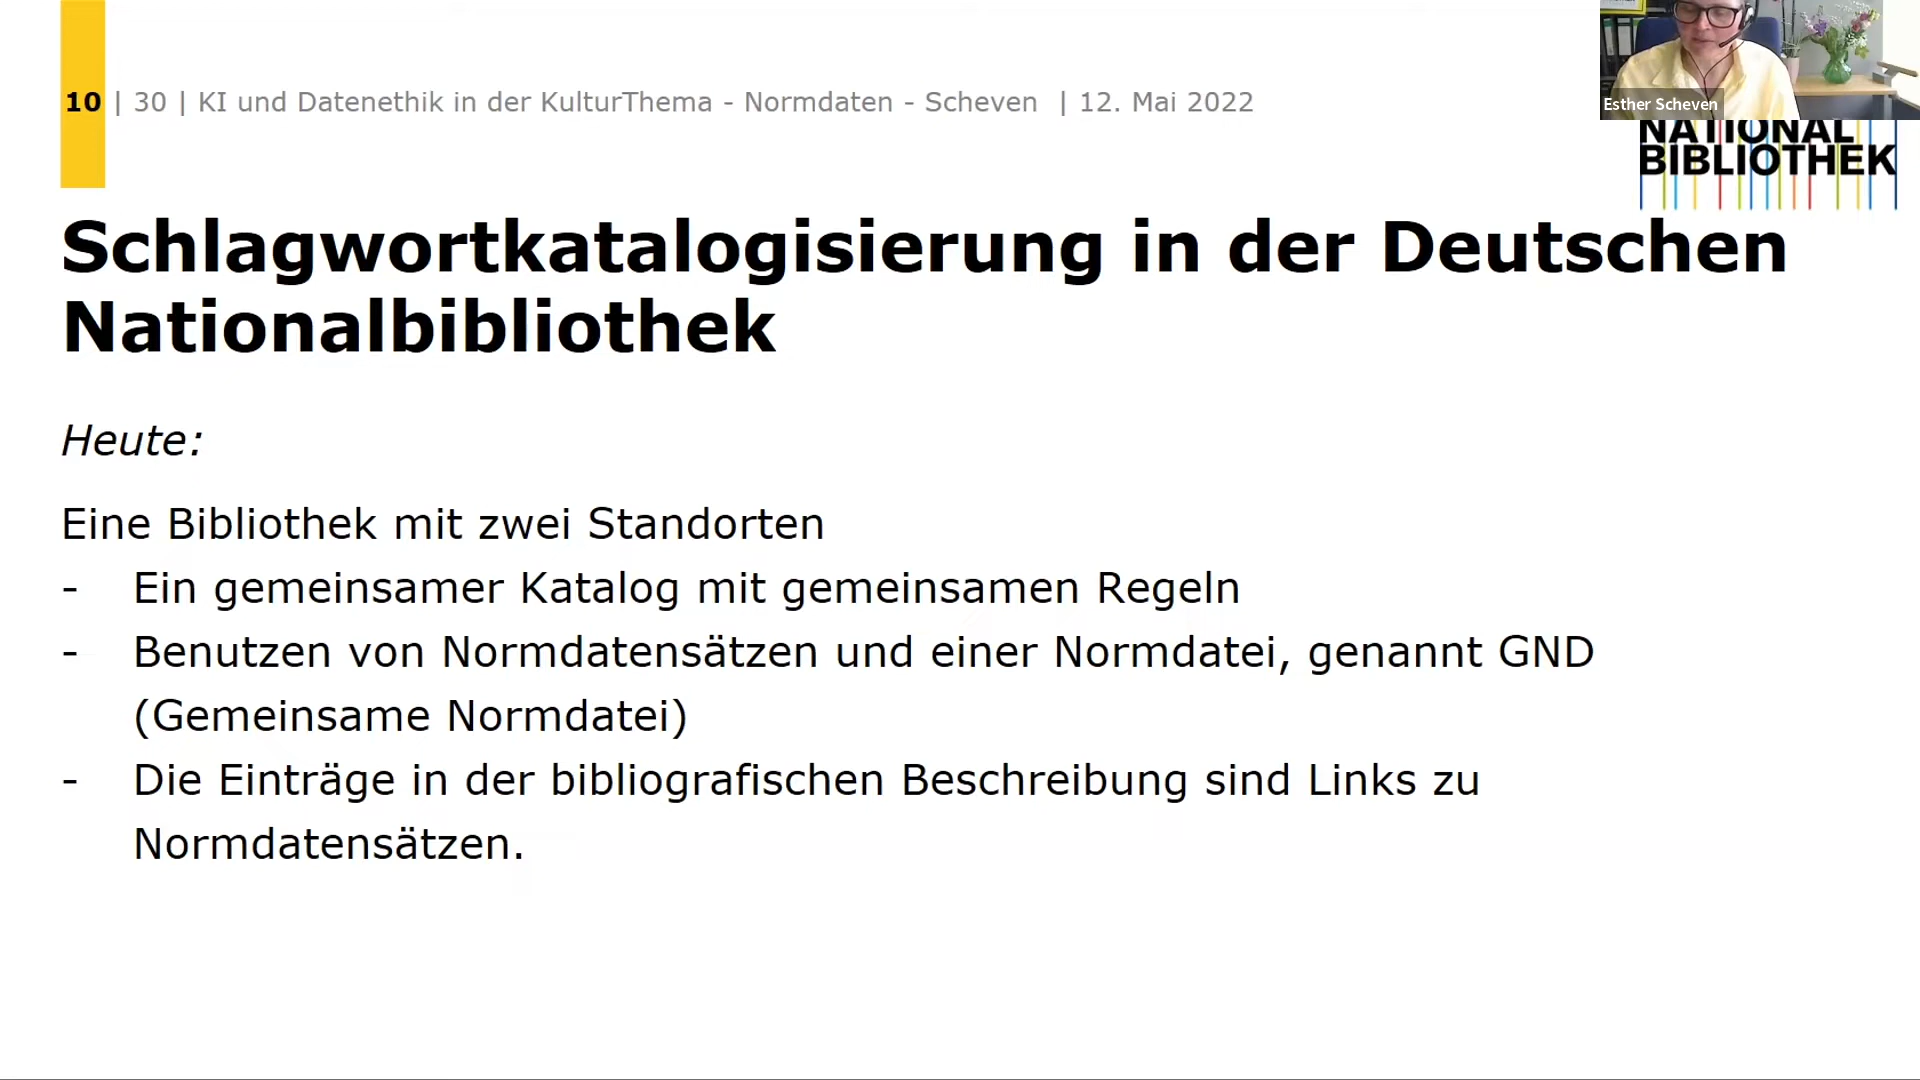 10 | 30 | KI und Datenethik in der KulturThema - Normdaten - Scheven | 12. Mai 2022
Esther Scheven
NATIONAL
BIBLIOTHEK
Schlagwortkatalogisierung in der Deutschen
Nationalbibliothek
Heute:
Eine Bibliothek mit zwei Standorten
- Ein gemeinsamer Katalog mit gemeinsamen Regeln
- Benutzen von Normdatensätzen und einer Normdatei, genannt GND
(Gemeinsame Normdatei)
- Die Einträge in der bibliografischen Beschreibung sind Links zu
Normdatensätzen.